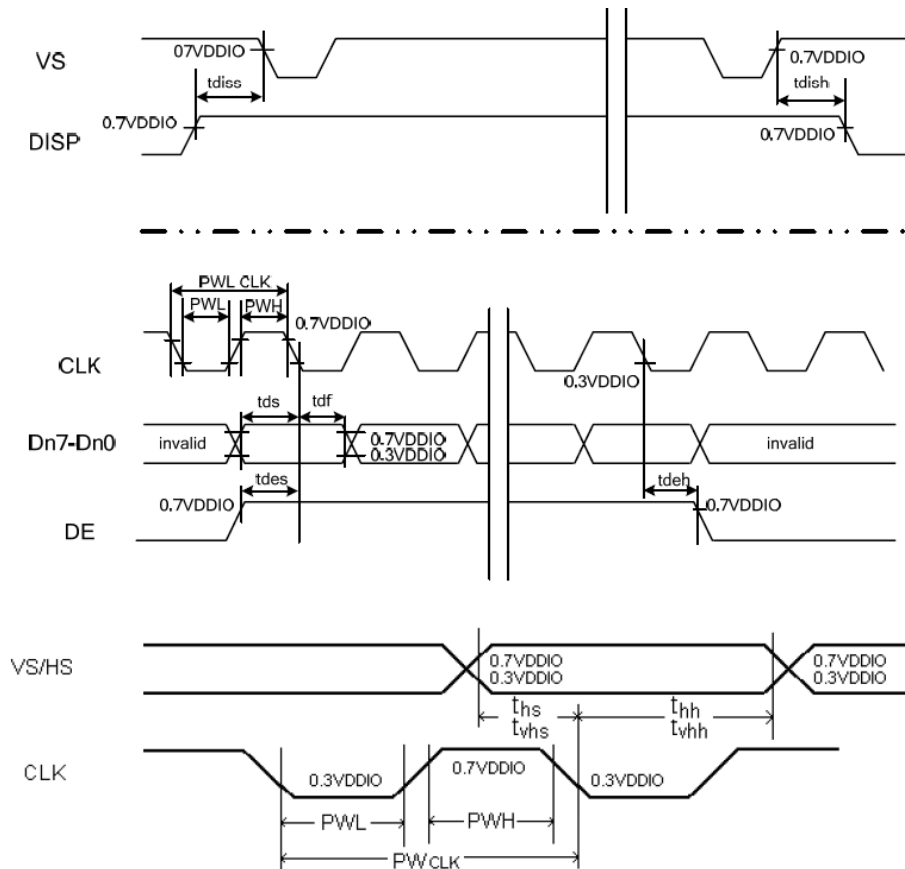 VS
07VDDIO
0.7VDDIO
tdiss
tdish
0.7VDDIO
0.7VDDIO
DISP
PWL CLK
PWL
PWH
0.7VDDIO
CLK
0.3VDDIO
tds
tdf
Dn7-Dn0
invalid
0.7VDDIO
0.3VDDIO
invalid
tdes
tdeh
0.7VDDIO
0.7VDDIO
DE
VS/HS
0.7VDDIO
0.3VDDIO
0.7VDDIO
0.3VDDIO
ths
tvhs
thh
tvhh
CLK
0.3VDDIO
0.7VDDIO
0.3VDDIO
PWL
PWH
PWCLK